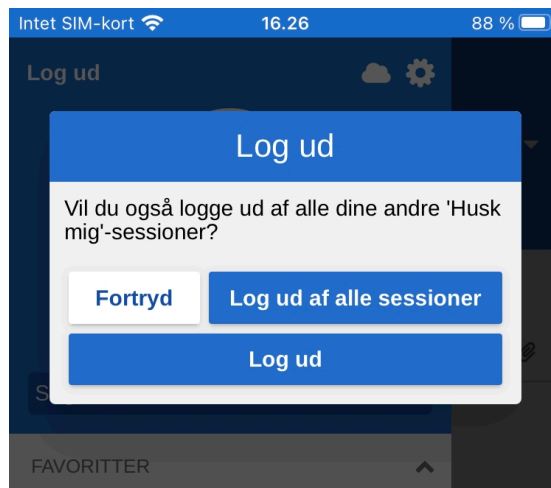 Intet SIM-kort 16.26 88 %
Log ud
Log ud
Vil du også logge ud af alle dine andre 'Husk
mig'-sessioner?
Fortryd Log ud af alle sessioner
Log ud
S
FAVORITTER